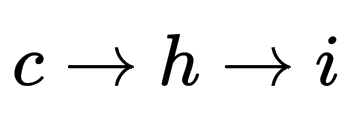 c → h → i